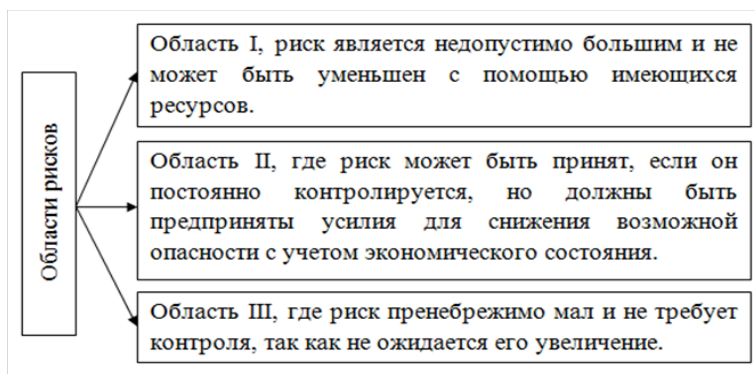 Области рисков
Область I, риск является недопустимо большим и не
может быть уменьшен с помощью имеющихся
ресурсов.
Область II, где риск может быть принят, если он
постоянно контролируется, но должны быть
предприняты усилия для снижения возможной
опасности с учетом экономического состояния.
Область III, где риск пренебрежимо мал и не требует
контроля, так как не ожидается его увеличение.